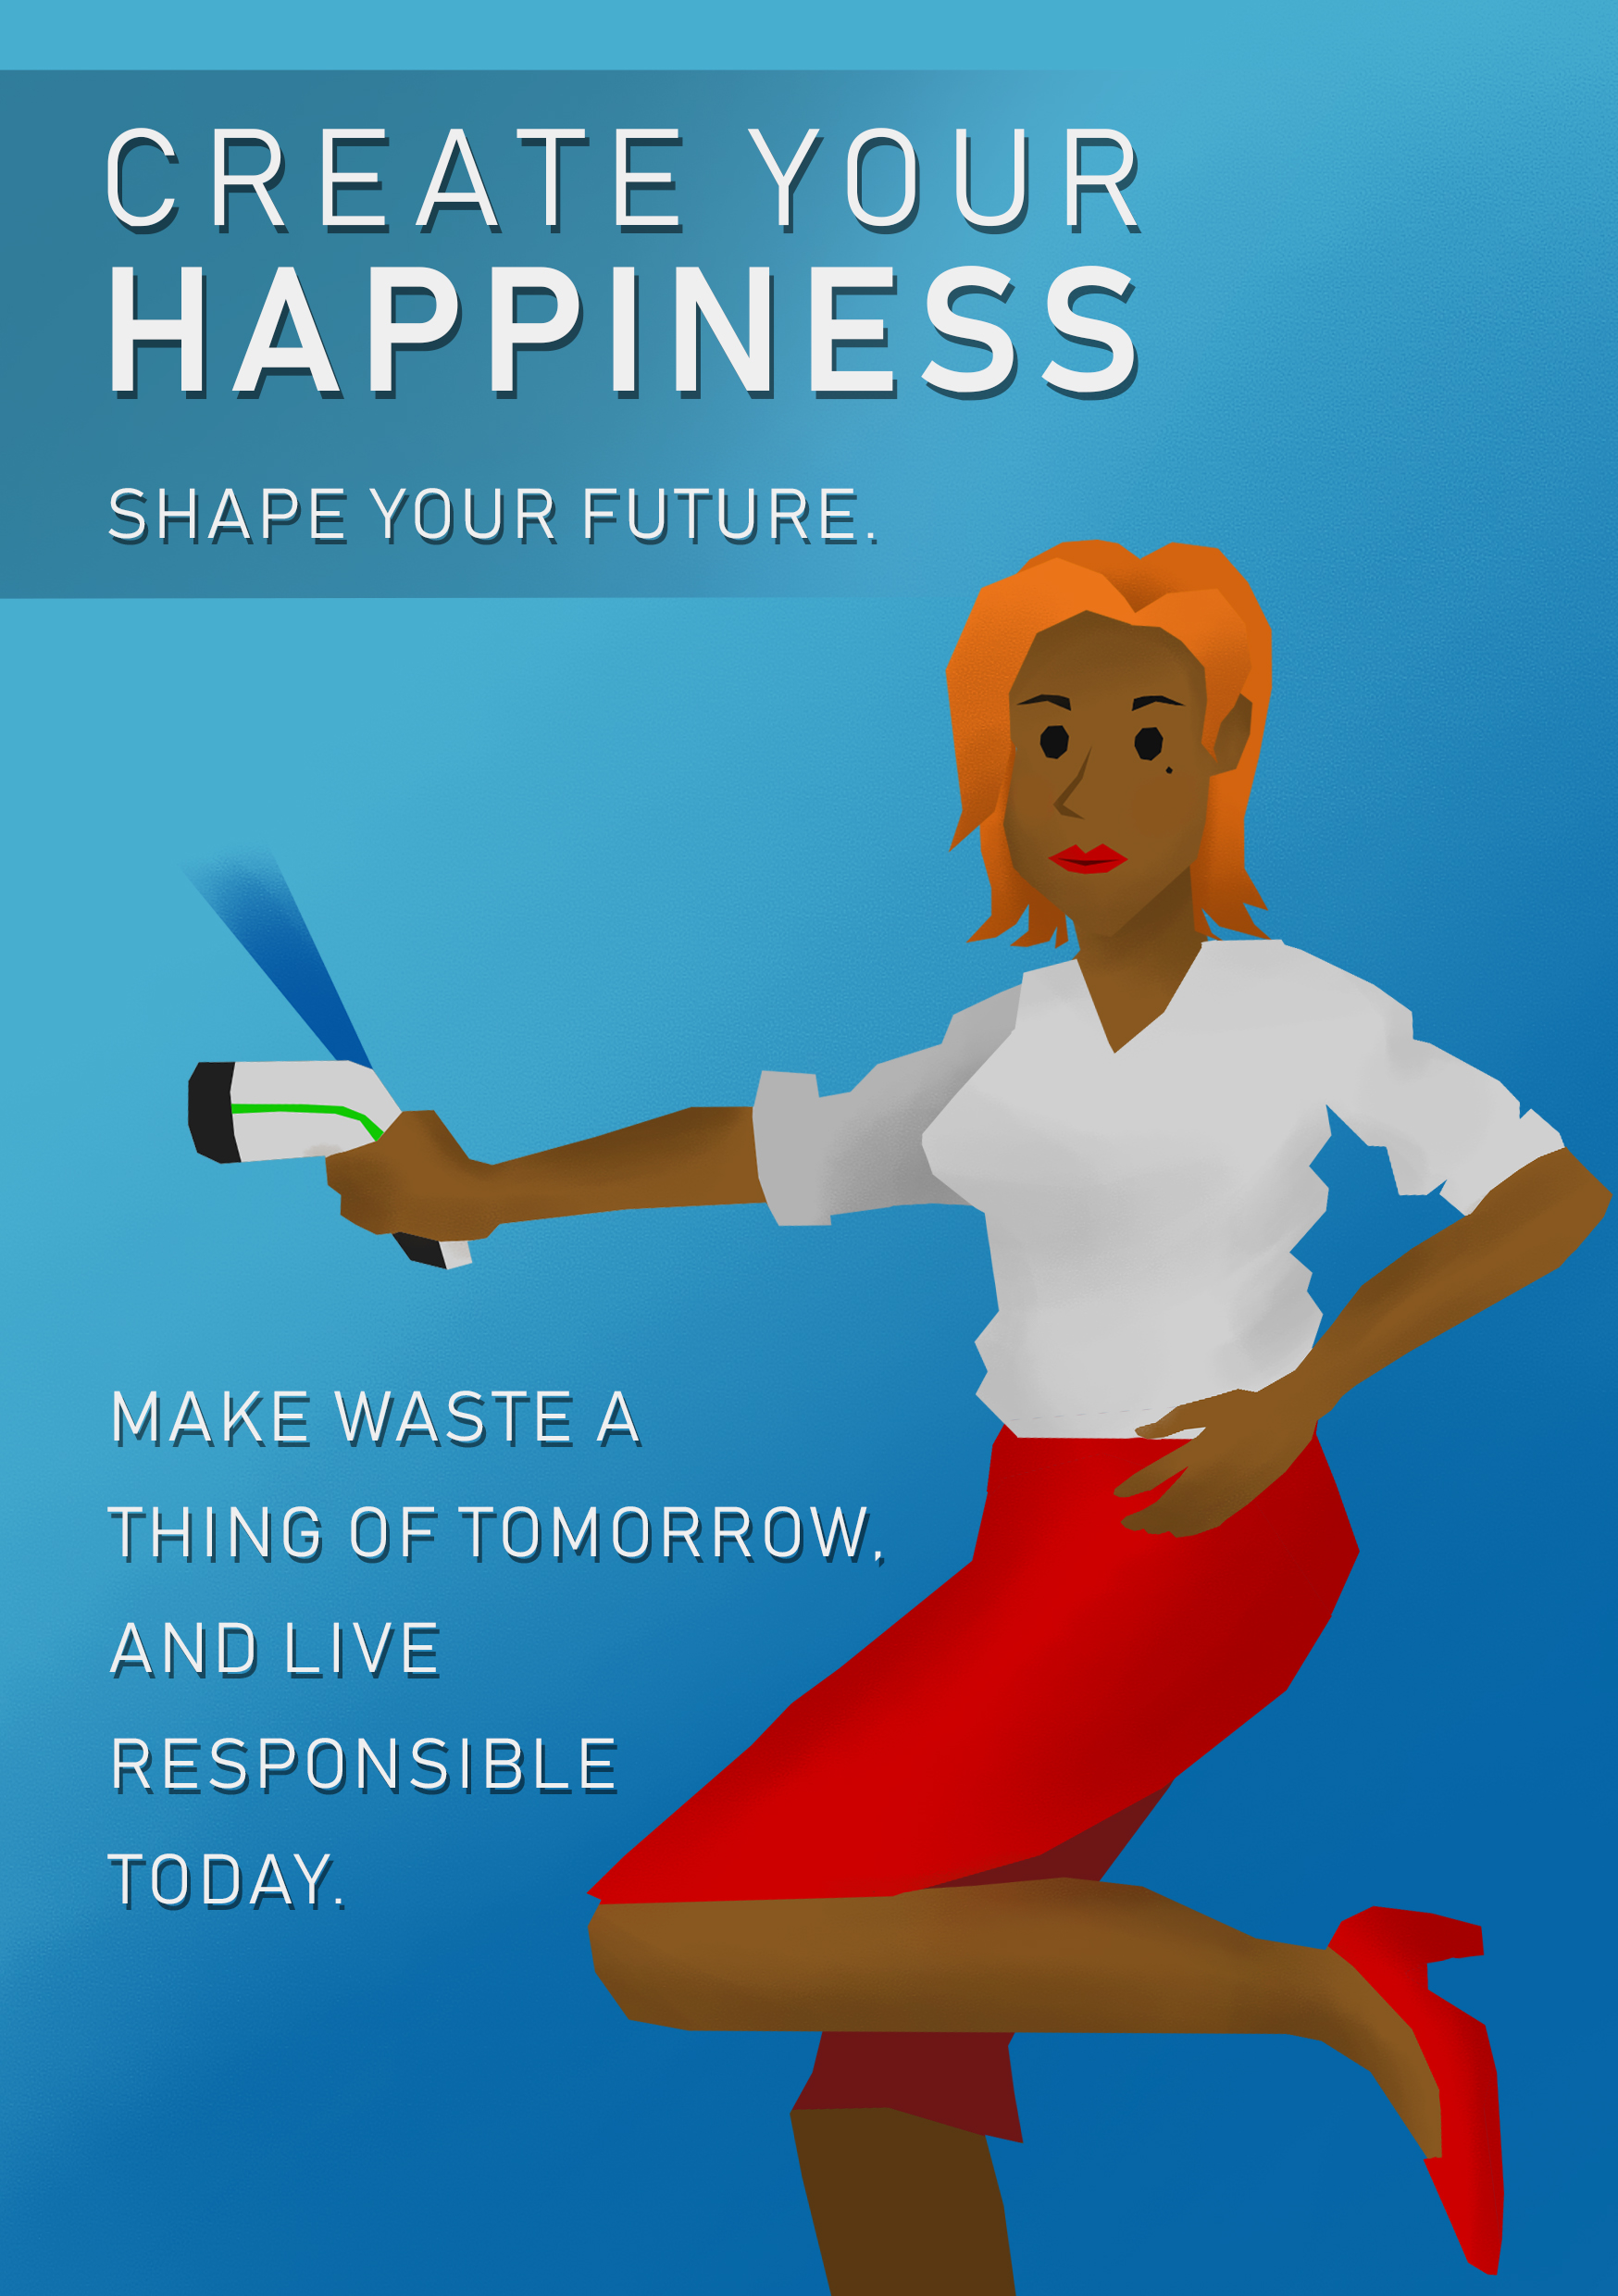 CREATE YOUR
HAPPINESS
SHAPE YOUR FUTURE.
MAKE WASTE A
THING OF TOMORROW,
AND LIVE
RESPONSIBLE
TODAY.